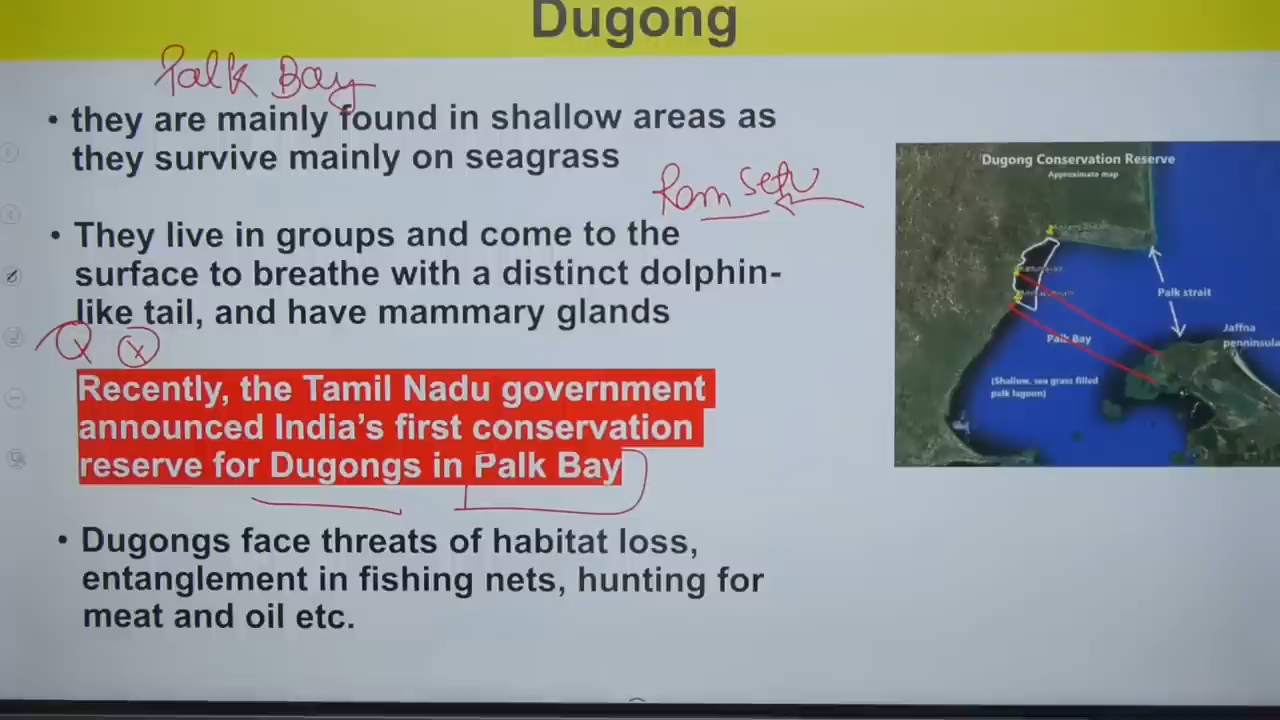 Dugong
Palk Bay
• they are mainly found in shallow areas as
they survive mainly on seagrass
Ram Setu
• They live in groups and come to the
surface to breathe with a distinct dolphin-
like tail, and have mammary glands
Recently, the Tamil Nadu government
announced India's first conservation
reserve for Dugongs in Palk Bay
• Dugongs face threats of habitat loss,
entanglement in fishing nets, hunting for
meat and oil etc.
Dugong Conservation Reserve
Approximate map
Palk strait
Jaffna
penninsula
Palk Bay
(Shallow, sea grass filled
palk lagoon)